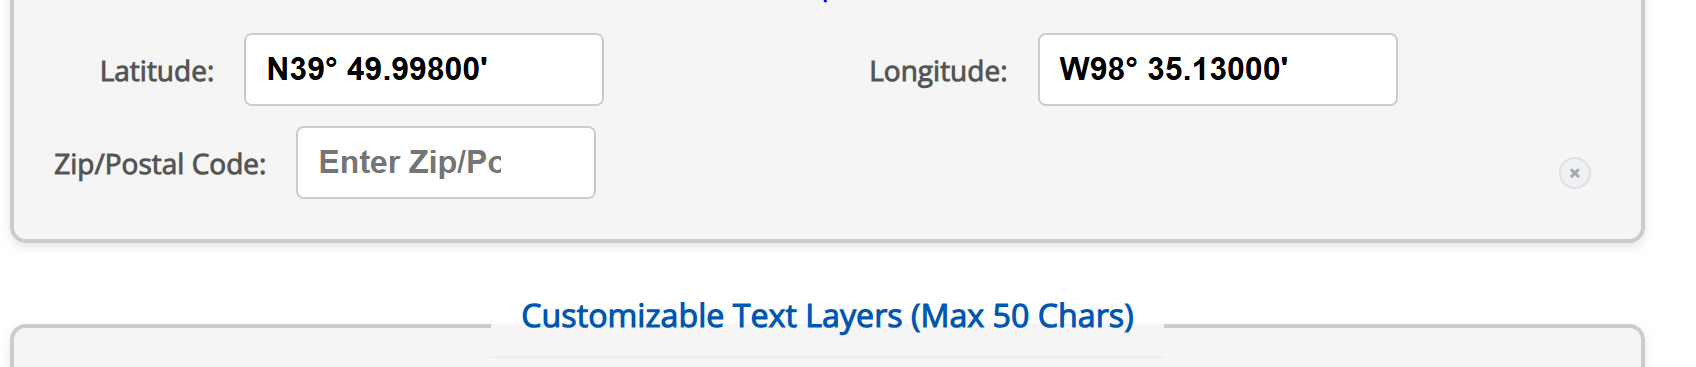 Latitude: N39° 49.99800' Longitude: W98° 35.13000'
Zip/Postal Code: Enter Zip/Pc
Customizable Text Layers (Max 50 Chars)